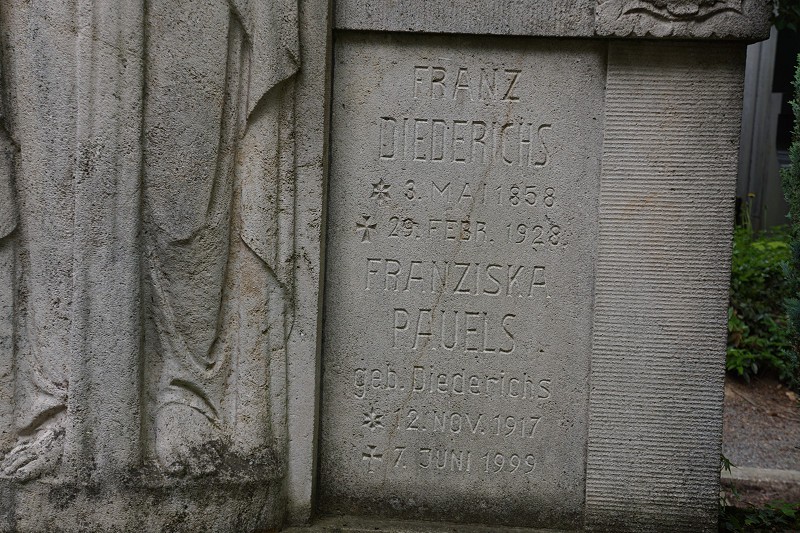 FRANZ
DIEDERICHS
* 3. MAI 1858
✝ 29. FEBR. 1928
FRANZISKA
PAUELS
geb. Diederichs
* 12. NOV. 1917
✝ 7. JUNI 1999